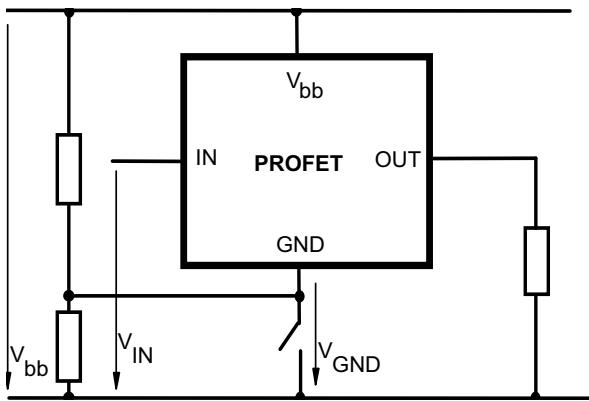 Vbb
IN
PROFET
OUT
GND
Vbb
VIN
VGND